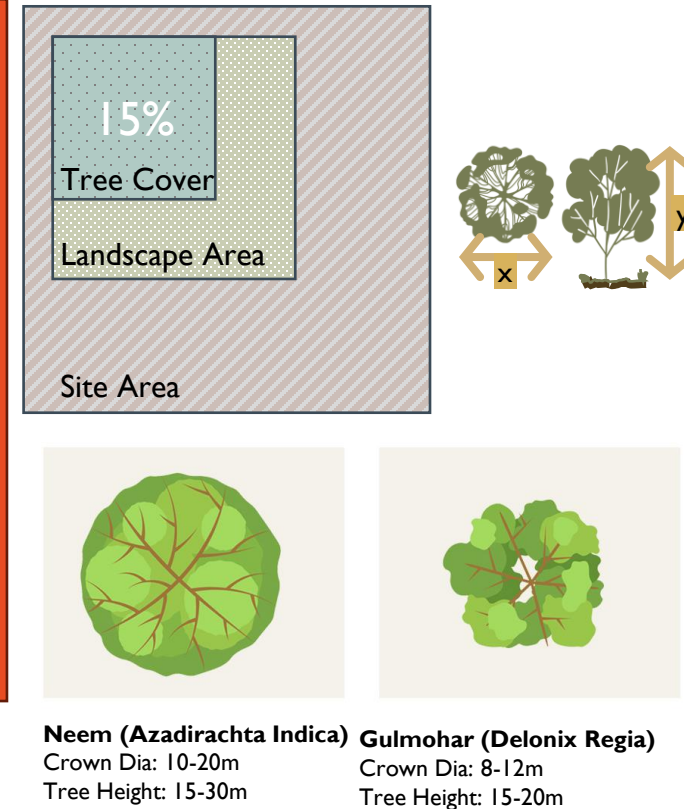 15%
Tree Cover
Landscape Area
Site Area
x
y
Neem (Azadirachta Indica)
Crown Dia: 10-20m
Tree Height: 15-30m
Gulmohar (Delonix Regia)
Crown Dia: 8-12m
Tree Height: 15-20m